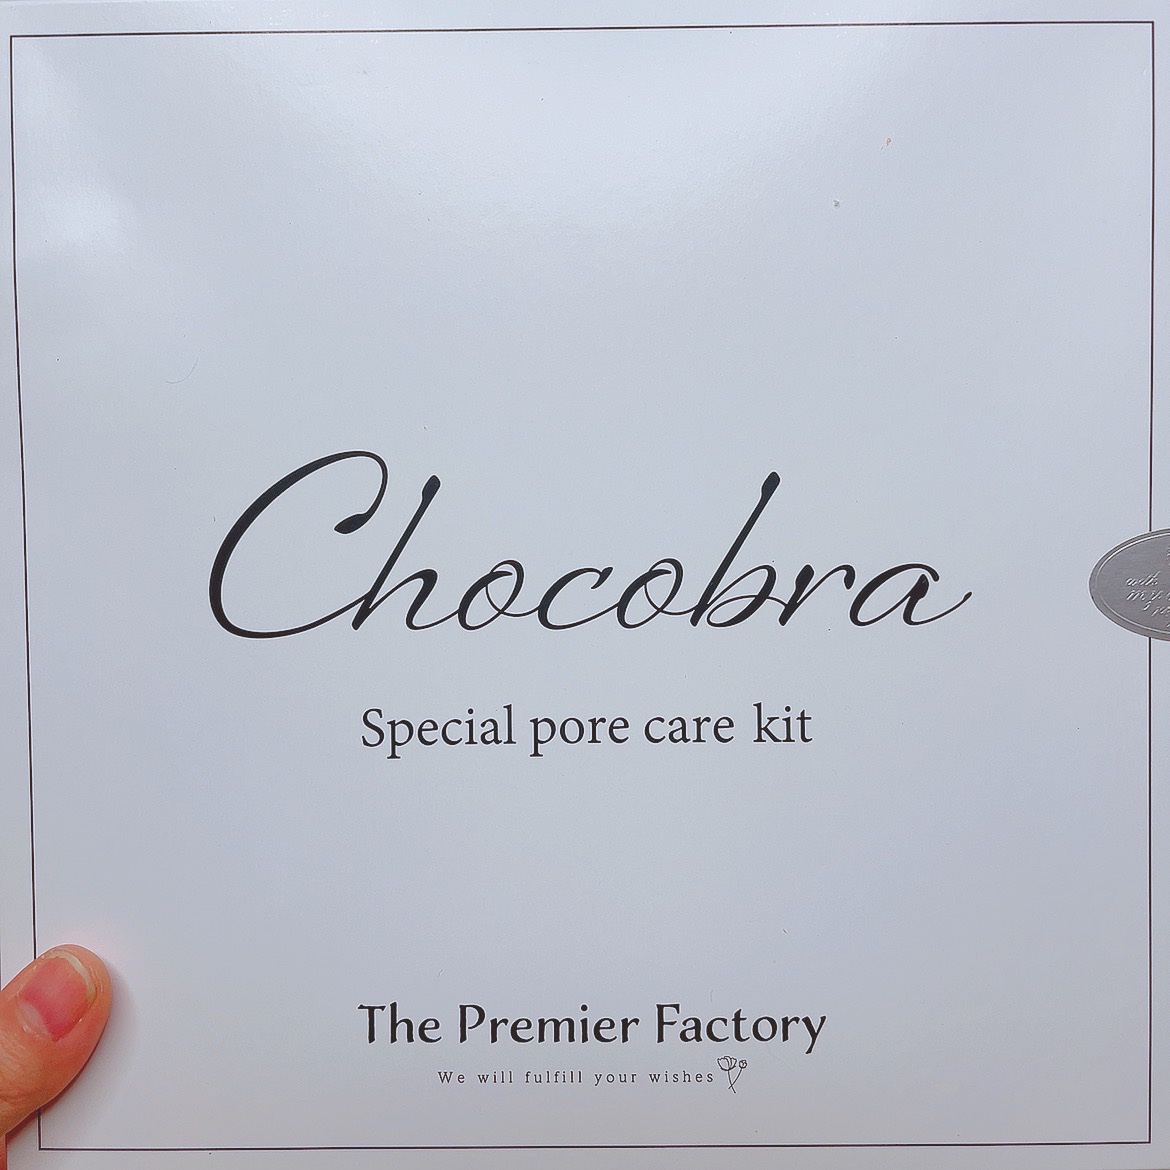 Chocobra
Special pore care kit
The Premier Factory
We will fulfill your wishes